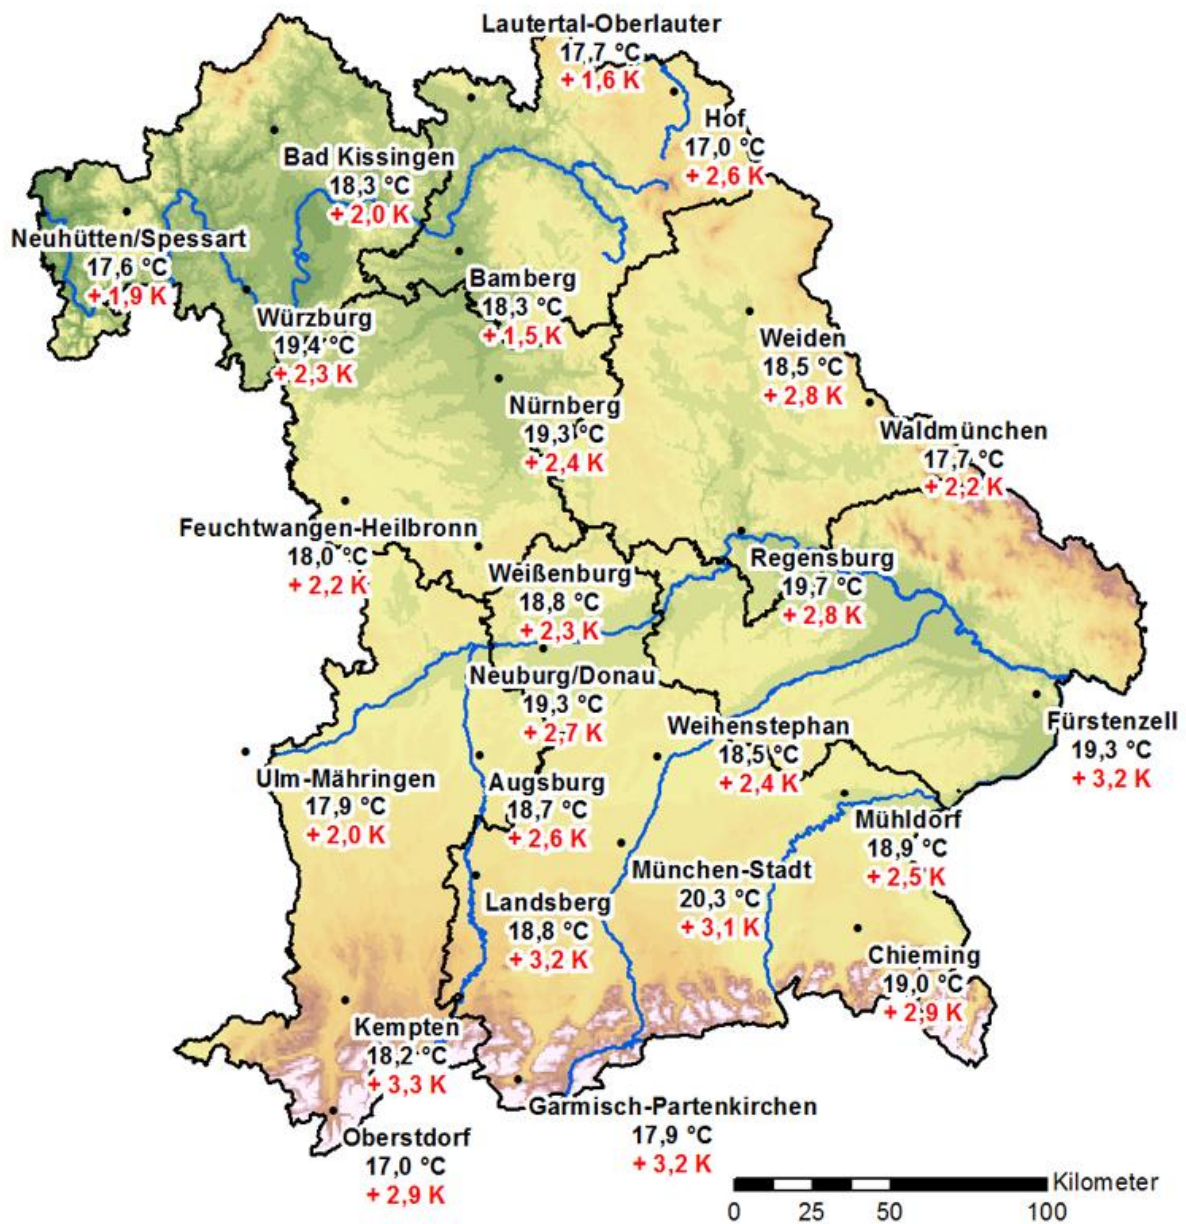 Lautertal-Oberlauter
17,7 °C
+ 1,6 K
Hof
17,0 °C
+ 2,6 K
Bad Kissingen
18,3 °C
+ 2,0 K
Neuhütten/Spessart
17,6 °C
+ 1,9 K
Bamberg
18,3 °C
+ 1,5 K
Würzburg
19,4 °C
+ 2,3 K
Weiden
18,5 °C
+ 2,8 K
Nürnberg
19,3 °C
+ 2,4 K
Waldmünchen
17,7 °C
+ 2,2 K
Feuchtwangen-Heilbronn
18,0 °C
+ 2,2 K
Weißenburg
18,8 °C
+ 2,3 K
Regensburg
19,7 °C
+ 2,8 K
Neuburg/Donau
19,3 °C
+ 2,7 K
Weihenstephan
18,5 °C
+ 2,4 K
Fürstenzell
19,3 °C
+ 3,2 K
Ulm-Mähringen
17,9 °C
+ 2,0 K
Augsburg
18,7 °C
+ 2,6 K
Mühldorf
18,9 °C
+ 2,5 K
München-Stadt
20,3 °C
+ 3,1 K
Landsberg
18,8 °C
+ 3,2 K
Chieming
19,0 °C
+ 2,9 K
Kempten
18,2 °C
+ 3,3 K
Garmisch-Partenkirchen
17,9 °C
+ 3,2 K
Oberstdorf
17,0 °C
+ 2,9 K
Kilometer
0 25 50 100